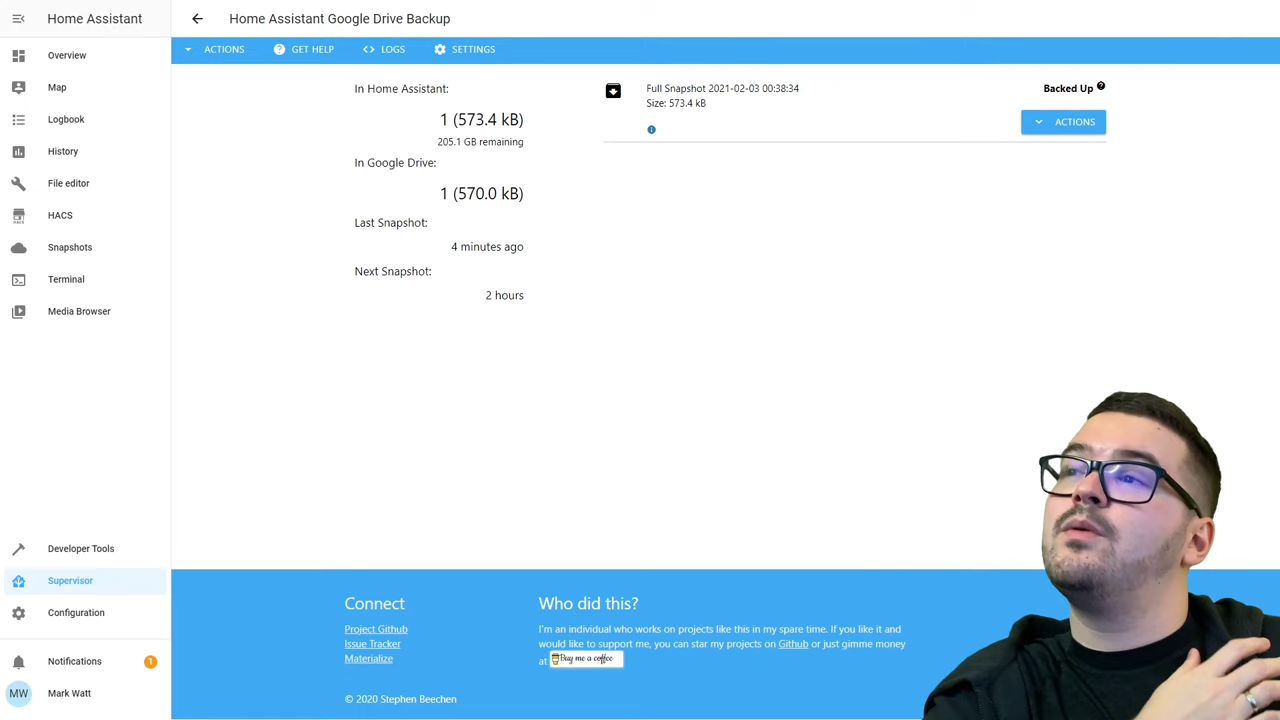 Home Assistant
Home Assistant Google Drive Backup
ACTIONS
GET HELP
LOGS
SETTINGS
Overview
Map
Logbook
History
File editor
HACS
Snapshots
Terminal
Media Browser
Developer Tools
Supervisor
Configuration
Notifications
1
MW
Mark Watt
In Home Assistant:
1 (573.4 kB)
205.1 GB remaining
In Google Drive:
1 (570.0 kB)
Last Snapshot:
4 minutes ago
Next Snapshot:
2 hours
Full Snapshot 2021-02-03 00:38:34
Size: 573.4 kB
Backed Up
ACTIONS
Connect
Project Github
Issue Tracker
Materialize
© 2020 Stephen Beechen
Who did this?
I'm an individual who works on projects like this in my spare time. If you like it and
would like to support me, you can star my projects on Github or just gimme money
at Buy me a coffee